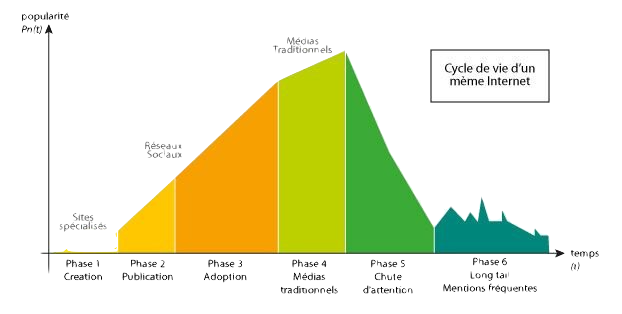 popularité
Pn(t)
Médias
Traditionnels
Cycle de vie d'un
mème Internet
Réseaux
Sociaux
Sites
spécialisés
temps
(t)
Phase 1
Creation
Phase 2
Publication
Phase 3
Adoption
Phase 4
Médias
traditionnels
Phase 5
Chute
d'attention
Phase 6
Long tail
Mentions fréquentes